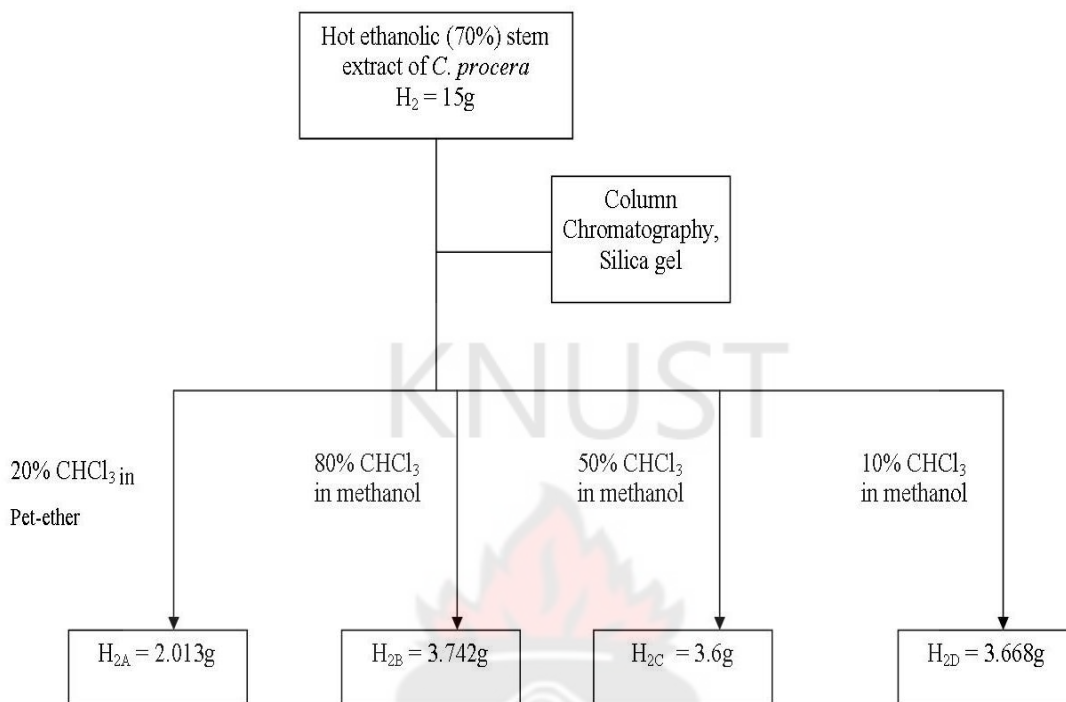 Hot ethanolic (70%) stem
extract of C. procera
H₂ = 15g
Column
Chromatography,
Silica gel
KNUST
20% CHCl₃ in
Pet-ether
80% CHCl₃
in methanol
50% CHCl₃
in methanol
10% CHCl₃
in methanol
H₂A = 2.013g
H₂B = 3.742g
H₂C = 3.6g
H₂D = 3.668g